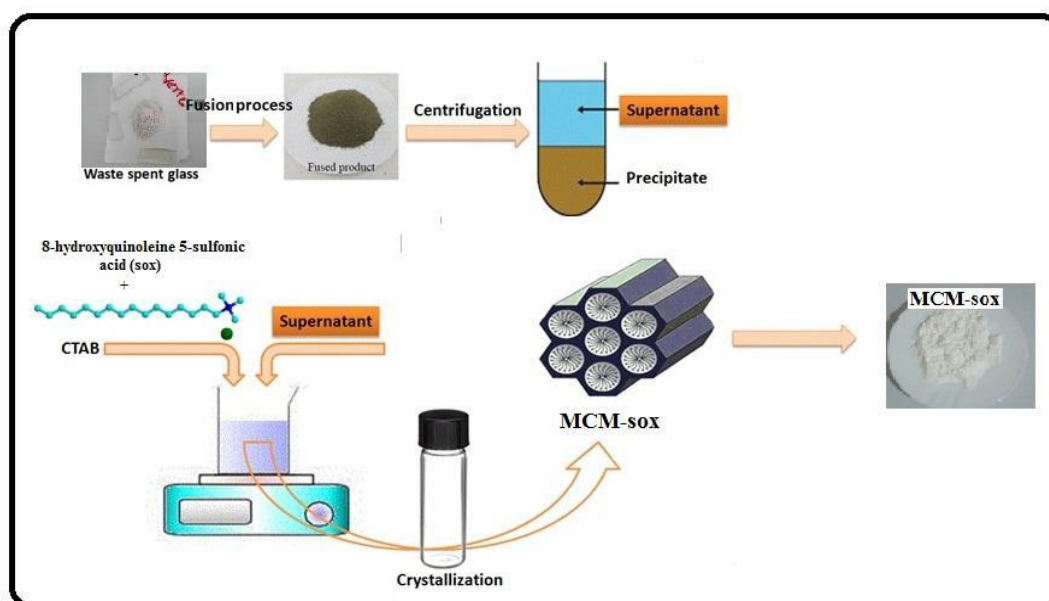 Fusion process
Waste spent glass
Fused product
Centrifugation
Supernatant
Precipitate
8-hydroxyquinoleine 5-sulfonic
acid (sox)
+
CTAB
Supernatant
Crystallization
MCM-sox
MCM-sox